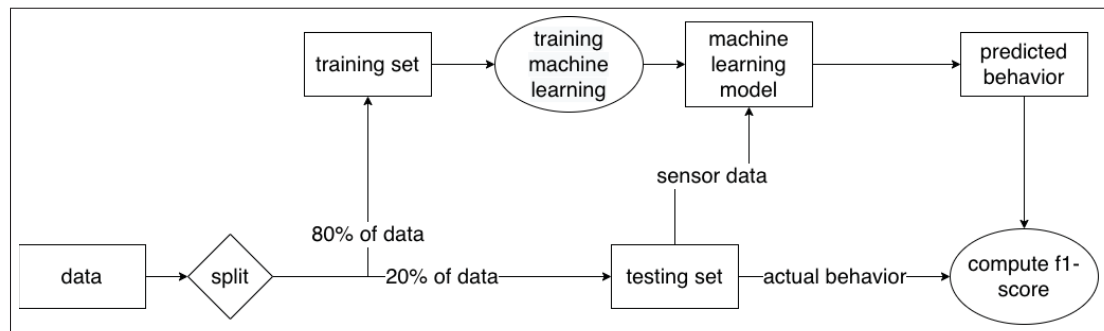 training set
training
machine
learning
machine
learning
model
predicted
behavior
sensor data
80% of data
data
split
20% of data
testing set
actual behavior
compute f1-
score